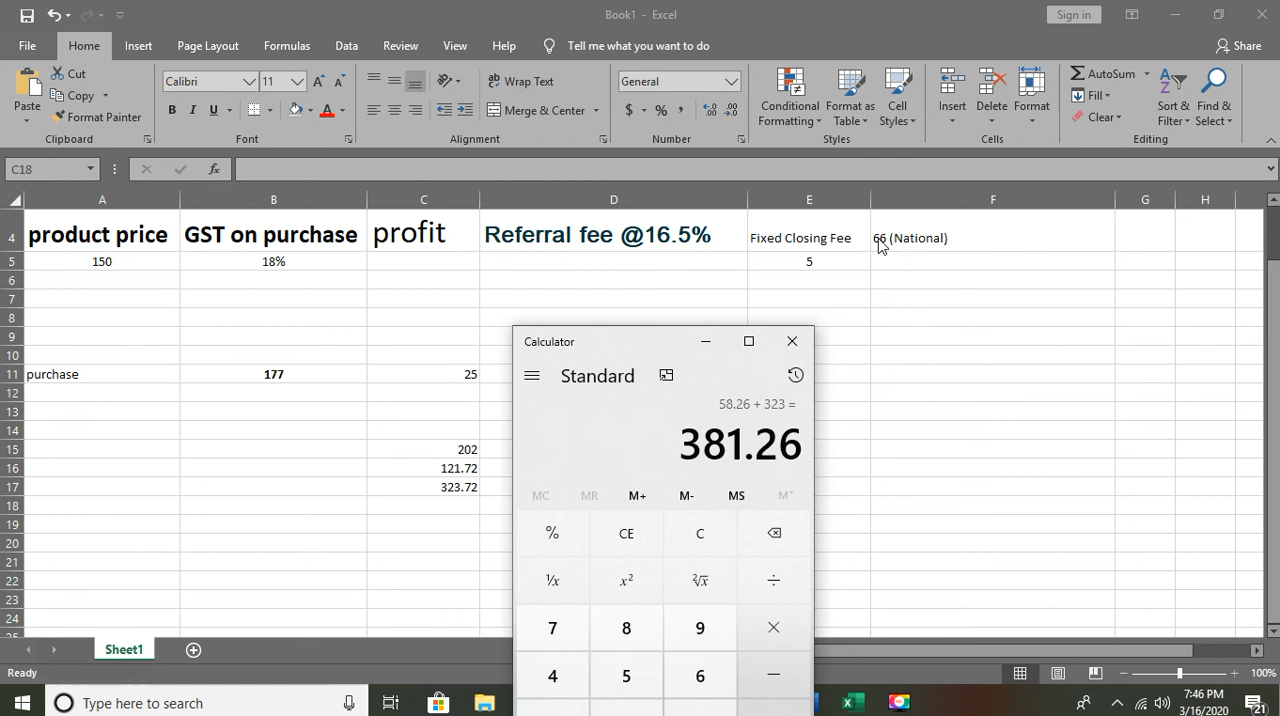 Book1 - Excel
Sign in
File Home Insert Page Layout Formulas Data Review View Help Tell me what you want to do Share
Paste
Cut
Copy
Format Painter
Clipboard
Calibri 11
B I U
Font
Wrap Text
Merge & Center
Alignment
General
$ % ,
Number
Conditional Formatting
Format as Table
Cell Styles
Styles
Insert Delete Format
Cells
AutoSum
Fill
Clear
Sort & Filter
Find & Select
Editing
C18 fx
A B C D E F G H
4 product price GST on purchase profit Referral fee @16.5% Fixed Closing Fee 66 (National)
5 150 18% 5
6
7
8
9
10
11 purchase 177 25
12
13
14
15 202
16 121.72
17 323.72
18
19
20
21
22
23
24
Calculator
Standard
58.26 + 323 =
381.26
MC MR M+ M- MS M˅
% CE C
¹/x x² ²√x ÷
7 8 9 ×
4 5 6 −
Sheet1
Ready 100%
Type here to search
7:46 PM
3/16/2020
21